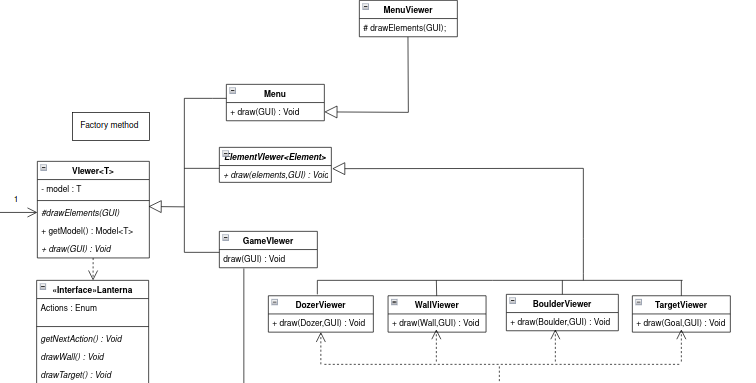 MenuViewer
# drawElements(GUI);
Menu
+ draw(GUI) : Void
Factory method
ElementViewer<Element>
+ draw(elements,GUI) : Void
Viewer<T>
- model : T
1
#drawElements(GUI)
+ getModel() : Model<T>
+ draw(GUI) : Void
GameViewer
draw(GUI) : Void
«Interface»Lanterna
Actions : Enum
getNextAction() : Void
drawWall() : Void
drawTarget() : Void
DozerViewer
+ draw(Dozer,GUI) : Void
WallViewer
+ draw(Wall,GUI) : Void
BoulderViewer
+ draw(Boulder,GUI) : Void
TargetViewer
+ draw(Goal,GUI) : Void